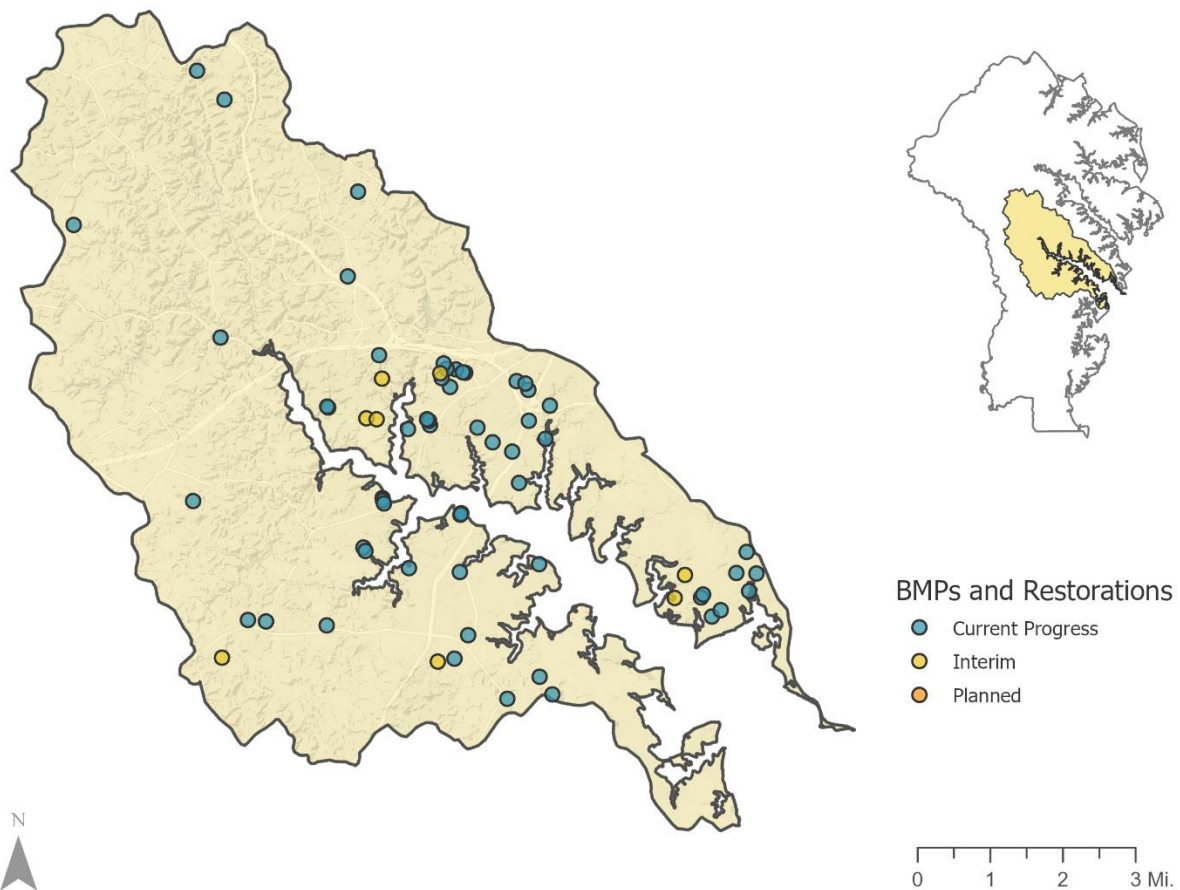 BMPs and Restorations
Current Progress
Interim
Planned
N
0 1 2 3 Mi.